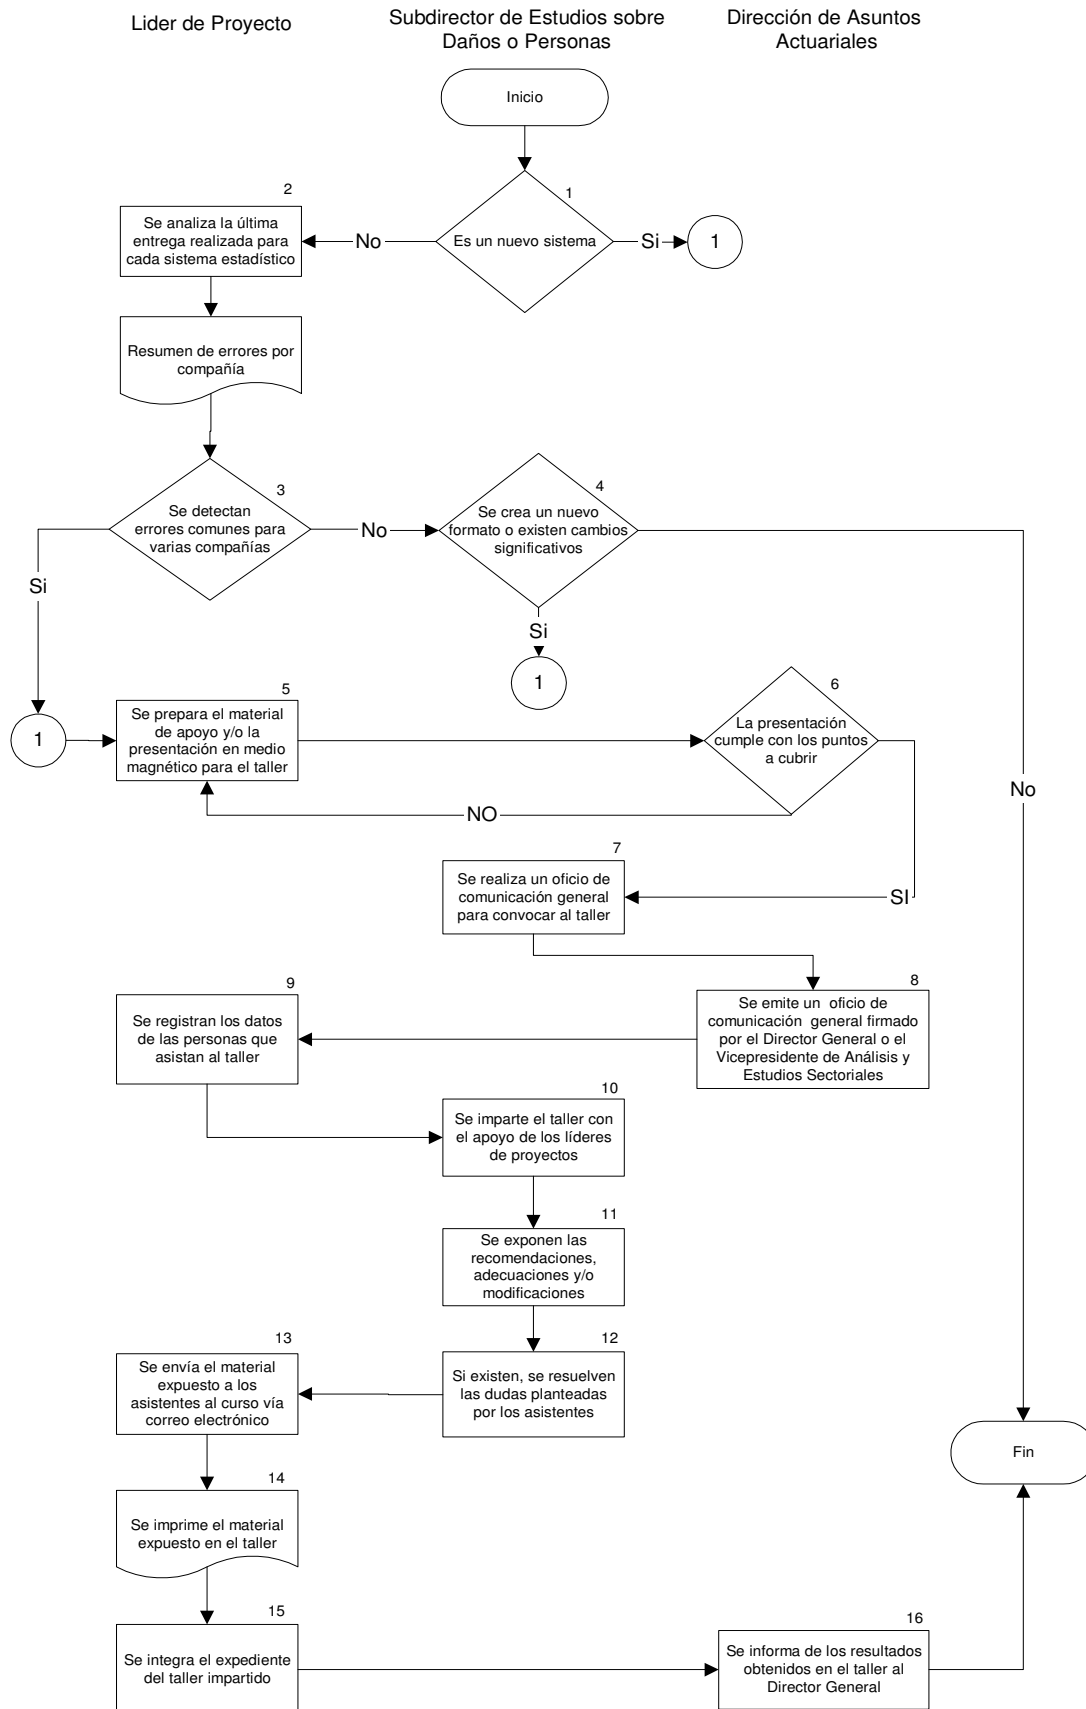 Lider de Proyecto
Subdirector de Estudios sobre
Daños o Personas
Dirección de Asuntos
Actuariales
Inicio
1
Es un nuevo sistema
No
Si
1
2
Se analiza la última
entrega realizada para
cada sistema estadístico
Resumen de errores por
compañía
3
Se detectan
errores comunes para
varias compañías
Si
No
4
Se crea un nuevo
formato o existen cambios
significativos
Si
1
No
1
5
Se prepara el material
de apoyo y/o la
presentación en medio
magnético para el taller
6
La presentación
cumple con los puntos
a cubrir
NO
SI
7
Se realiza un oficio de
comunicación general
para convocar al taller
8
Se emite un oficio de
comunicación general firmado
por el Director General o el
Vicepresidente de Análisis y
Estudios Sectoriales
9
Se registran los datos
de las personas que
asistan al taller
10
Se imparte el taller con
el apoyo de los líderes
de proyectos
11
Se exponen las
recomendaciones,
adecuaciones y/o
modificaciones
12
Si existen, se resuelven
las dudas planteadas
por los asistentes
13
Se envía el material
expuesto a los
asistentes al curso vía
correo electrónico
14
Se imprime el material
expuesto en el taller
15
Se integra el expediente
del taller impartido
16
Se informa de los resultados
obtenidos en el taller al
Director General
Fin